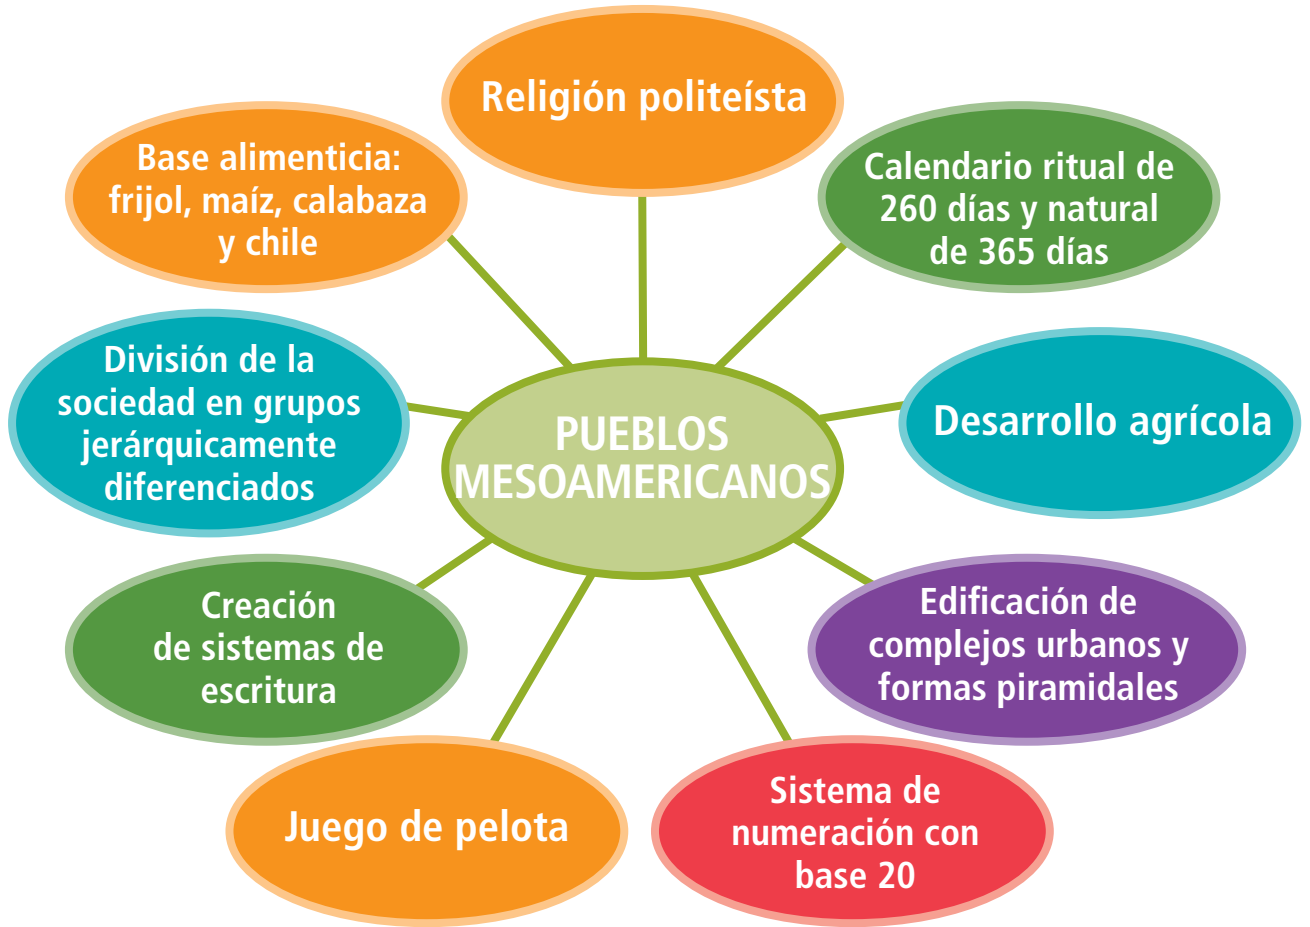 Religión politeísta
Base alimenticia:
frijol, maíz, calabaza
y chile
Calendario ritual de
260 días y natural
de 365 días
División de la
sociedad en grupos
jerárquicamente
diferenciados
PUEBLOS
MESOAMERICANOS
Desarrollo agrícola
Creación
de sistemas de
escritura
Edificación de
complejos urbanos y
formas piramidales
Juego de pelota
Sistema de
numeración con
base 20